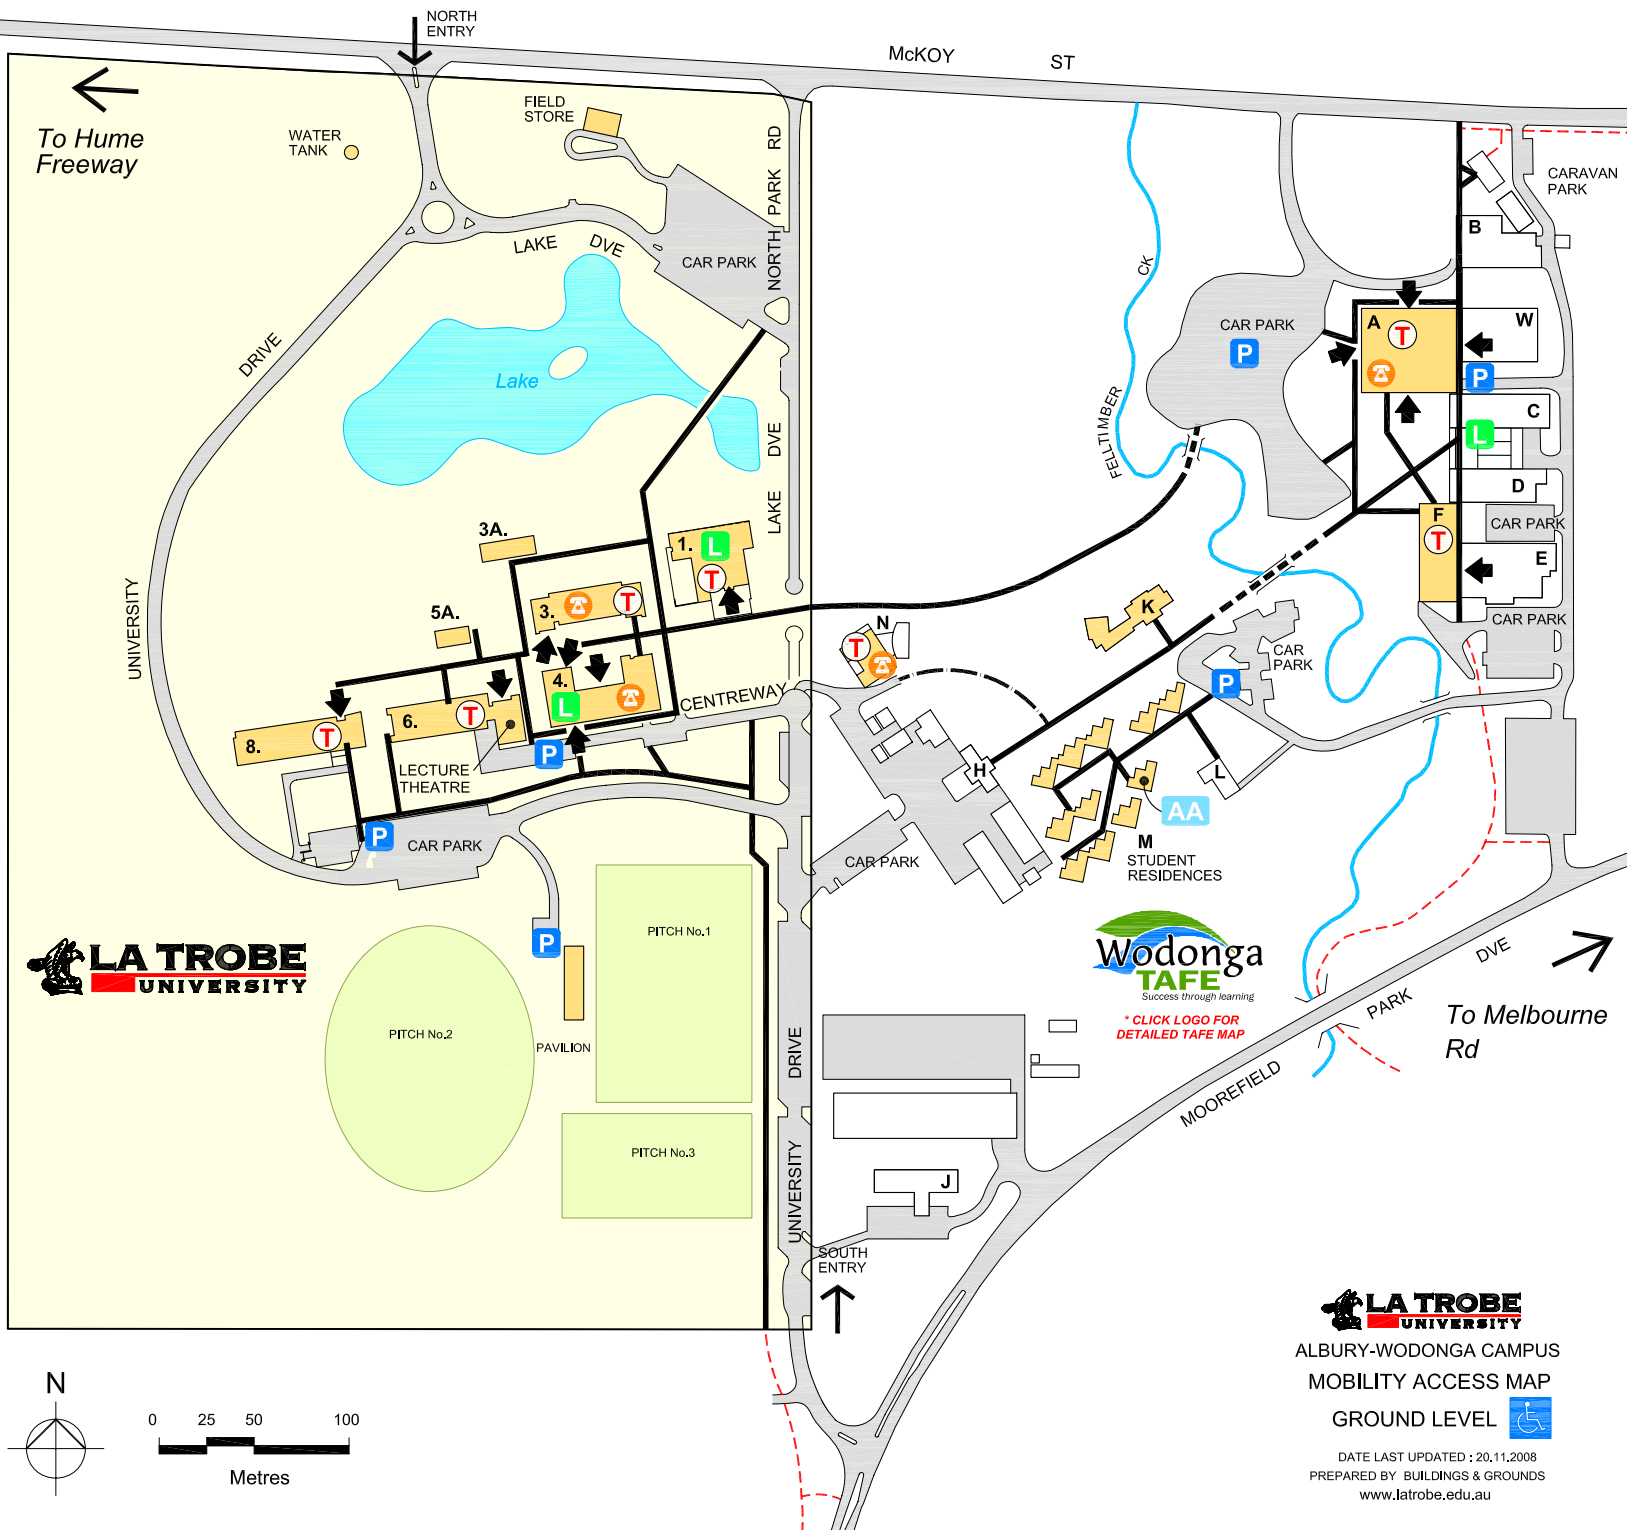 NORTH
ENTRY
McKOY ST
To Hume
Freeway
WATER
TANK
FIELD
STORE
NORTH PARK RD
CARAVAN
PARK
LAKE DVE
CAR PARK
B
CK
DRIVE
Lake
CAR PARK
P
A
T
W
P
FELLTIMBER
C
L
LAKE DVE
D
3A.
F
T
CAR PARK
1.
L
T
E
UNIVERSITY
5A.
3.
T
K
N
T
CAR PARK
CAR
PARK
P
4.
L
CENTREWAY
6.
T
8.
T
P
LECTURE
THEATRE
H
L
AA
P
CAR PARK
CAR PARK
M
STUDENT
RESIDENCES
PITCH No.1
P
LA TROBE
UNIVERSITY
Wodonga
TAFE
Success through learning
* CLICK LOGO FOR
DETAILED TAFE MAP
MOOREFIELD PARK DVE
To Melbourne
Rd
PITCH No.2
PAVILION
UNIVERSITY DRIVE
PITCH No.3
J
SOUTH
ENTRY
LA TROBE
UNIVERSITY
ALBURY-WODONGA CAMPUS
MOBILITY ACCESS MAP
GROUND LEVEL
DATE LAST UPDATED : 20.11.2008
PREPARED BY BUILDINGS & GROUNDS
www.latrobe.edu.au
N
0 25 50 100
Metres